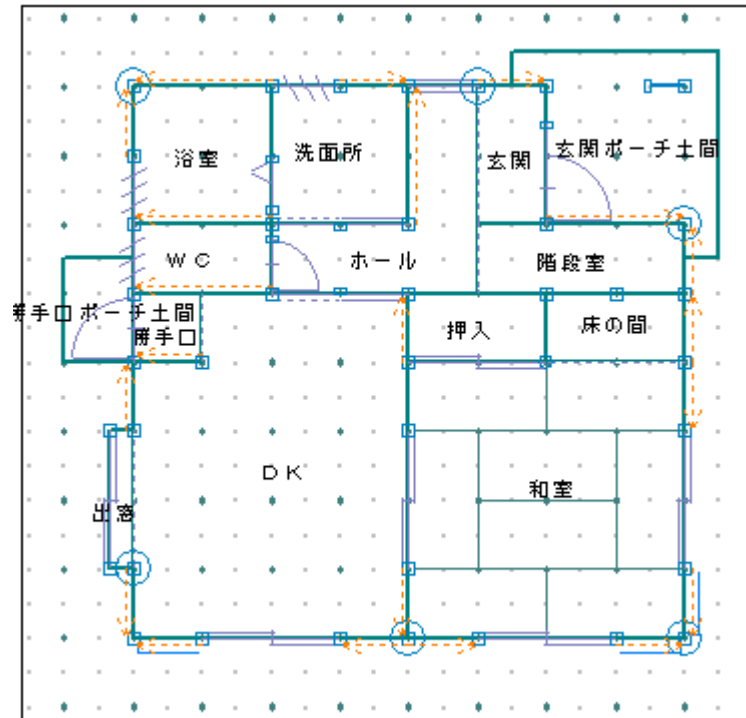 浴室
洗面所
玄関
玄関ポーチ土間
WC
ホール
階段室
勝手口ポーチ土間
勝手口
押入
床の間
DK
和室
出窓